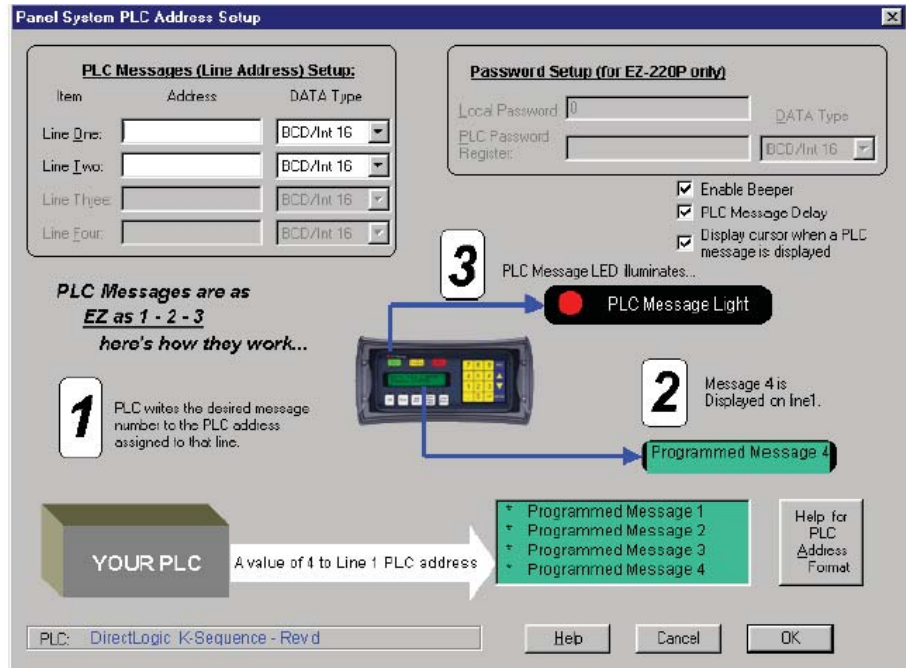 Panel System PLC Address Setup
PLC Messages (Line Address) Setup:
Item Address DATA Type
Line One: BCD/Int 16
Line Two: BCD/Int 16
Line Three: BCD/Int 16
Line Four: BCD/Int 16
Password Setup (for EZ-220P only)
Local Password 0
DATA Type
PLC Password
Register: BCD/Int 16
Enable Beeper
PLC Message Delay
Display cursor when a PLC
message is displayed
PLC Messages are as
EZ as 1 - 2 - 3
here's how they work...
3
PLC Message LED illuminates...
PLC Message Light
1
PLC writes the desired message
number to the PLC address
assigned to that line.
2
Message 4 is
Displayed on line1.
Programmed Message 4
YOUR PLC
A value of 4 to Line 1 PLC address
* Programmed Message 1
* Programmed Message 2
* Programmed Message 3
* Programmed Message 4
Help for
PLC
Address
Format
PLC: DirectLogic K-Sequence - Rev d
Help
Cancel
OK